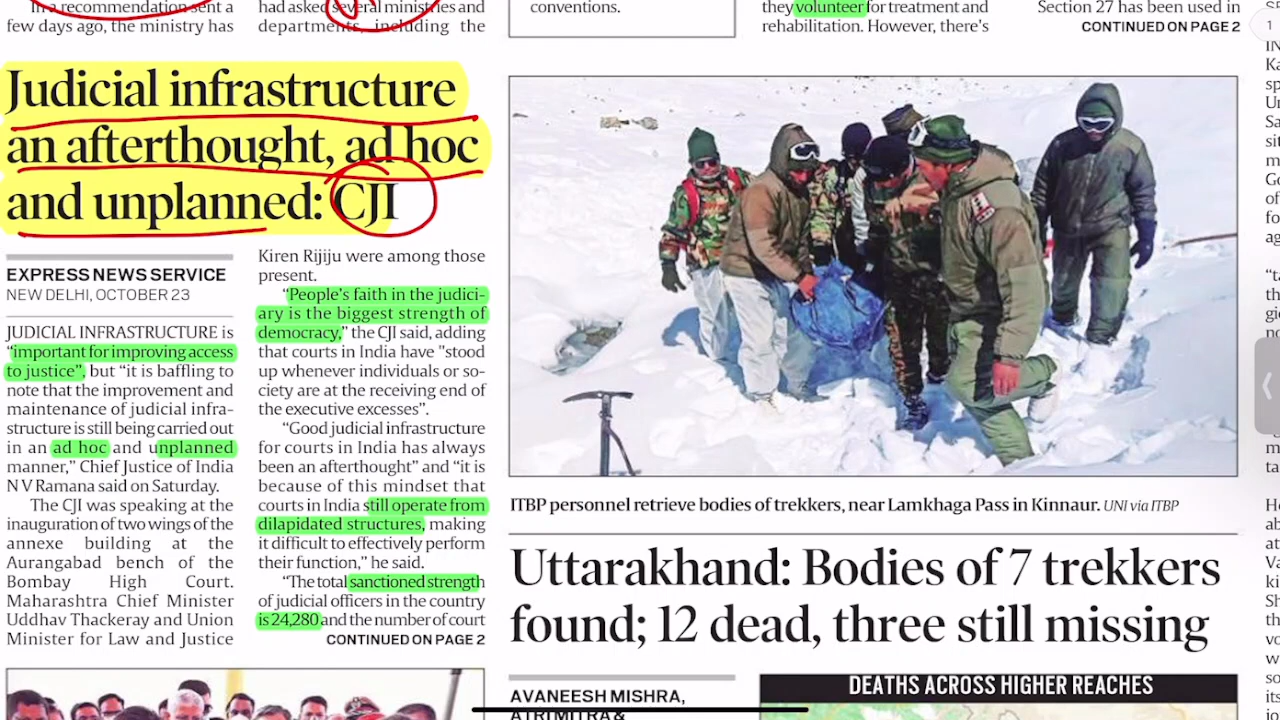 In a recommendation sent a
few days ago, the ministry has
had asked several ministries and
departments, including the
conventions.
they volunteer for treatment and
rehabilitation. However, there's
Section 27 has been used in
CONTINUED ON PAGE 2
1
Judicial infrastructure
an afterthought, ad hoc
and unplanned: CJI
EXPRESS NEWS SERVICE
NEW DELHI, OCTOBER 23
JUDICIAL INFRASTRUCTURE is
"important for improving access
to justice", but "it is baffling to
note that the improvement and
maintenance of judicial infra-
structure is still being carried out
in an ad hoc and unplanned
manner," Chief Justice of India
N V Ramana said on Saturday.
The CJI was speaking at the
inauguration of two wings of the
annexe building at the
Aurangabad bench of the
Bombay High Court.
Maharashtra Chief Minister
Uddhav Thackeray and Union
Minister for Law and Justice
Kiren Rijiju were among those
present.
"People's faith in the judici-
ary is the biggest strength of
democracy," the CJI said, adding
that courts in India have "stood
up whenever individuals or so-
ciety are at the receiving end of
the executive excesses".
"Good judicial infrastructure
for courts in India has always
been an afterthought" and "it is
because of this mindset that
courts in India still operate from
dilapidated structures, making
it difficult to effectively perform
their function," he said.
"The total sanctioned strength
of judicial officers in the country
is 24,280 and the number of court
CONTINUED ON PAGE 2
ITBP personnel retrieve bodies of trekkers, near Lamkhaga Pass in Kinnaur. UNI via ITBP
Uttarakhand: Bodies of 7 trekkers
found; 12 dead, three still missing
AVANEESH MISHRA,
ATRI MITRA &
DEATHS ACROSS HIGHER REACHES